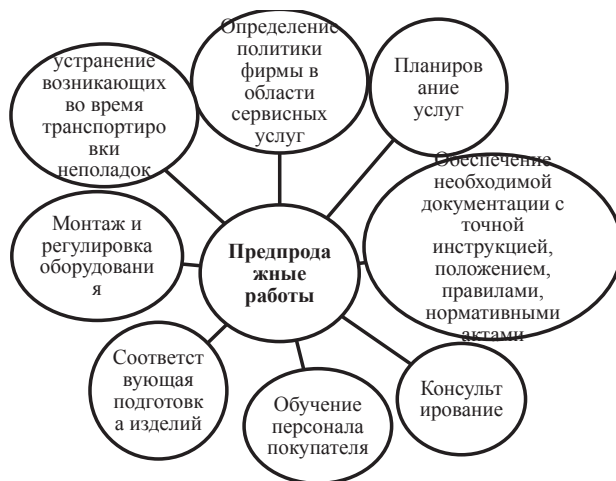 Определение
политики
фирмы в
области
сервисных
услуг
Планиров
ание
услуг
Обеспечение
необходимой
документации с
точной
инструкцией,
положением,
правилами,
нормативными
актами
Консульт
ирование
Обучение
персонала
покупателя
Соответст
вующая
подготовк
а изделий
Монтаж и
регулировка
оборудовани
я
устранение
возникающих
во время
транспортиро
вки
неполадок
Предпрода
жные
работы